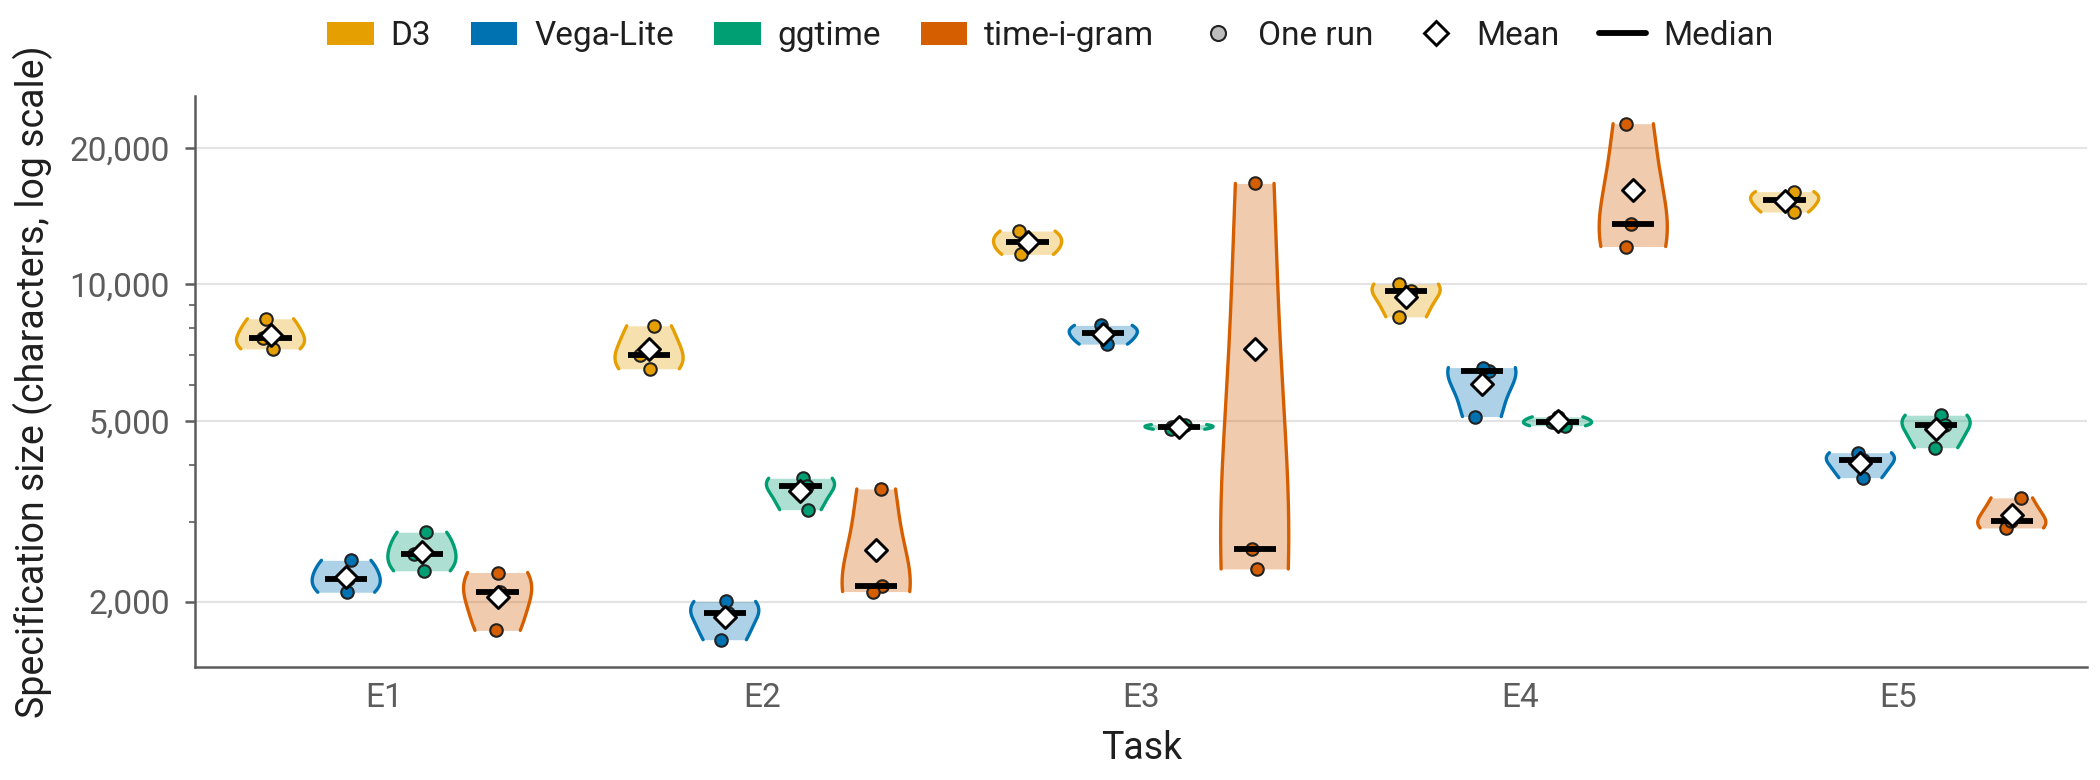 D3 Vega-Lite ggtime time-i-gram One run Mean Median
Specification size (characters, log scale)
20,000
10,000
5,000
2,000
E1 E2 E3 E4 E5
Task